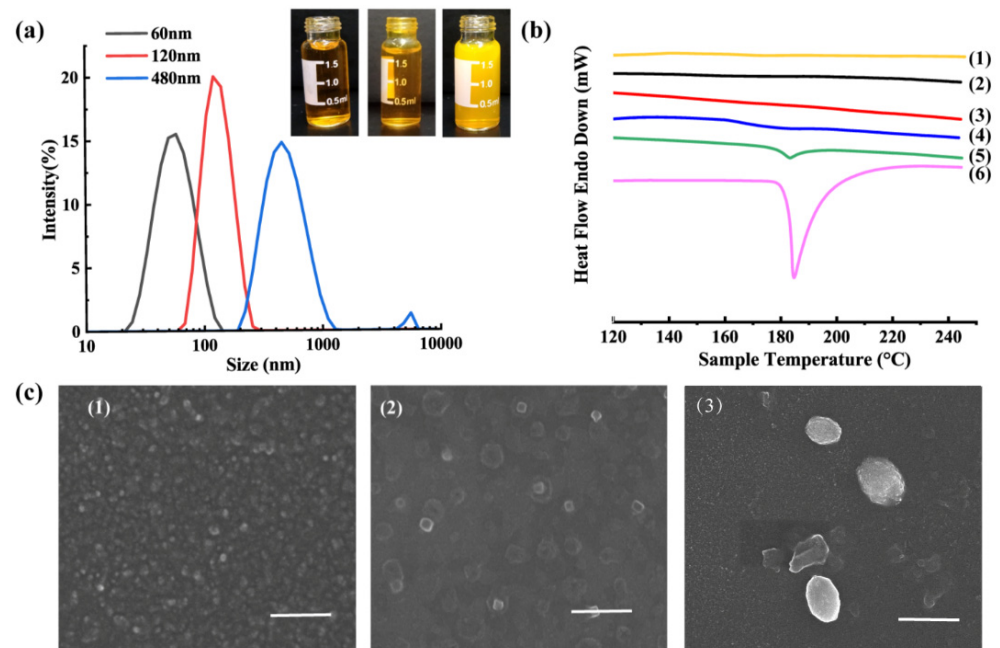 (a)
60nm
120nm
480nm
20
15
10
5
0
Intensity(%)
10
100
1000
10000
Size (nm)
1.5
1.0
0.5ml
1.5
1.0
0.5ml
1.5
1.0
0.5ml
(b)
Heat Flow Endo Down (mW)
(1)
(2)
(3)
(4)
(5)
(6)
120
140
160
180
200
220
240
Sample Temperature (°C)
(c)
(1)
(2)
(3)